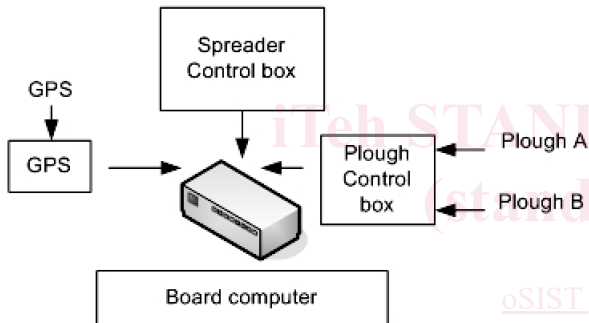 Spreader
Control box
GPS
GPS
Plough
Control
box
Plough A
Plough B
Board computer
iTeh STAN
(stand
oSIST